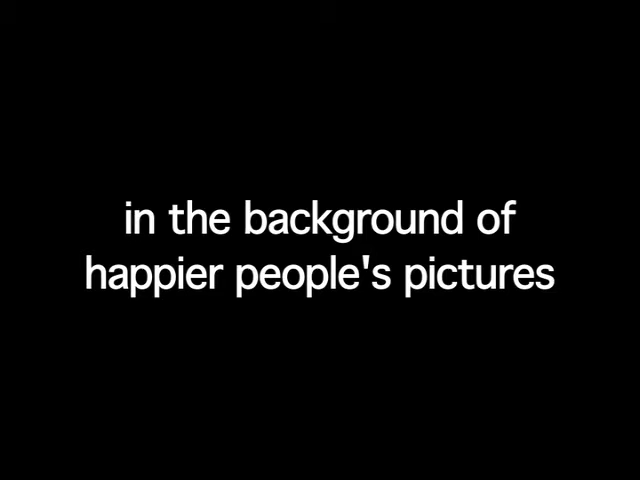 in the background of
happier people's pictures